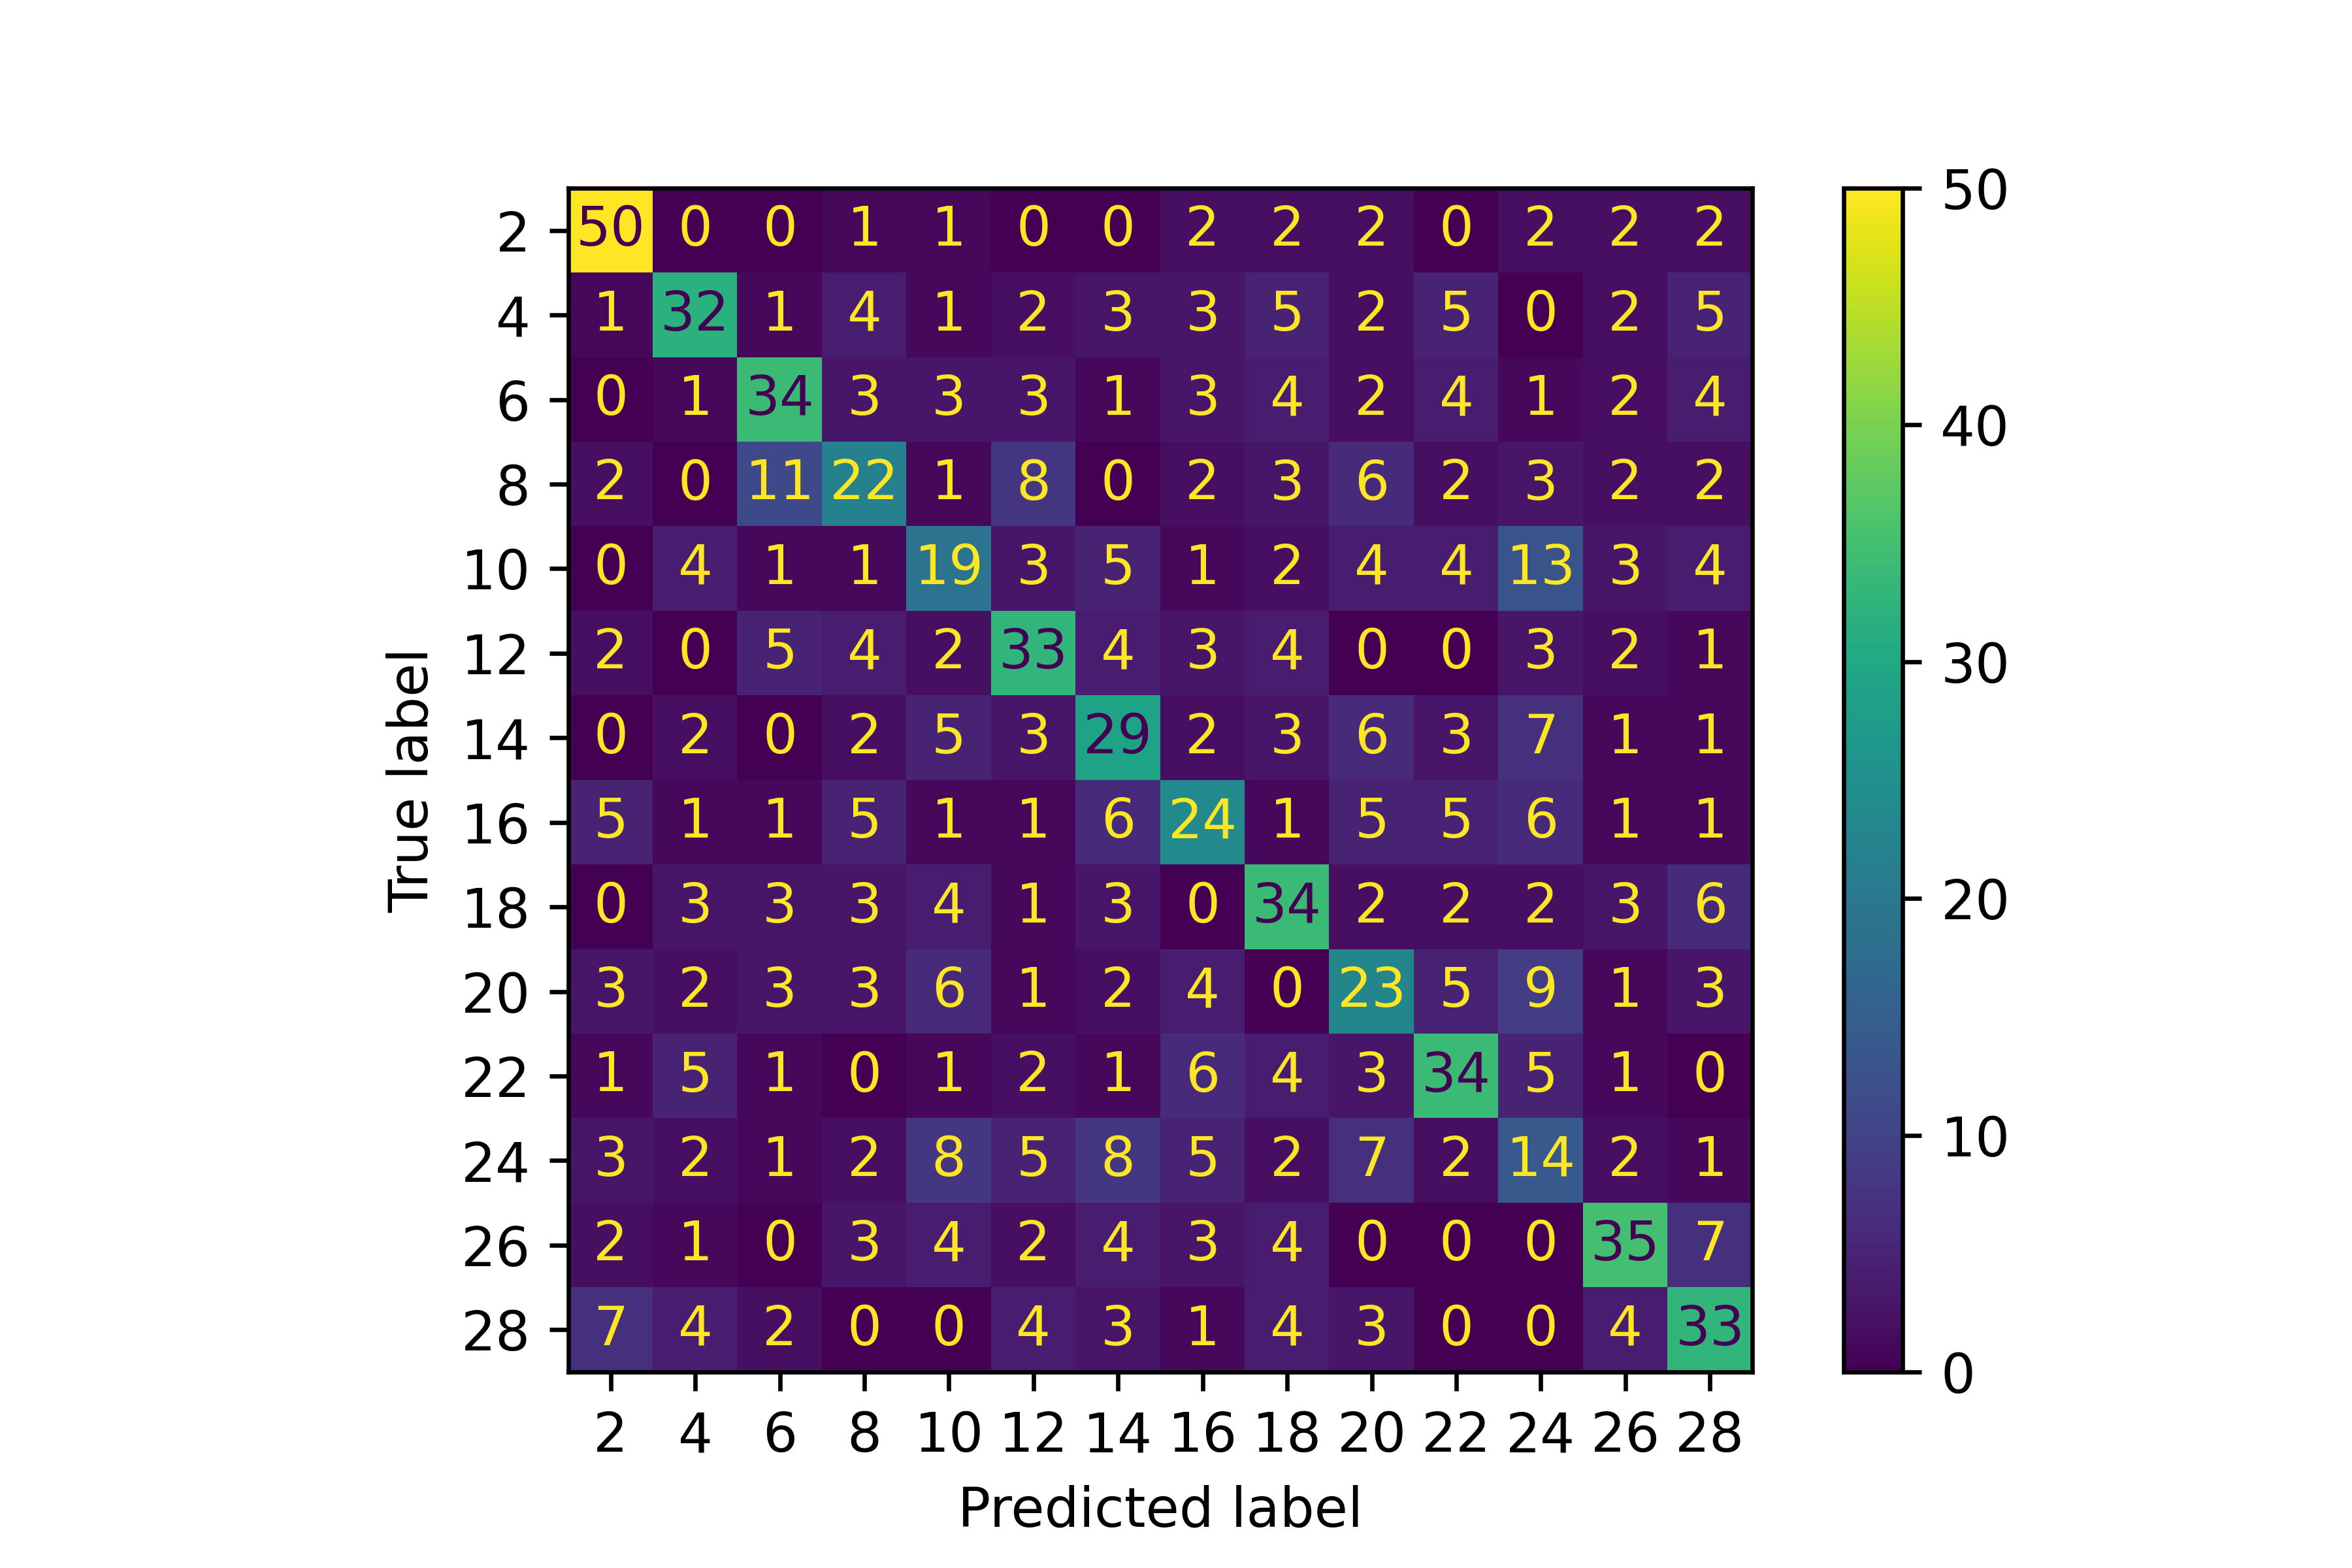 2 50 0 0 1 1 0 0 2 2 2 0 2 2 2
4 1 32 1 4 1 2 3 3 5 2 5 0 2 5
6 0 1 34 3 3 3 1 3 4 2 4 1 2 4
8 2 0 11 22 1 8 0 2 3 6 2 3 2 2
10 0 4 1 1 19 3 5 1 2 4 4 13 3 4
12 2 0 5 4 2 33 4 3 4 0 0 3 2 1
14 0 2 0 2 5 3 29 2 3 6 3 7 1 1
16 5 1 1 5 1 1 6 24 1 5 5 6 1 1
18 0 3 3 3 4 1 3 0 34 2 2 2 3 6
20 3 2 3 3 6 1 2 4 0 23 5 9 1 3
22 1 5 1 0 1 2 1 6 4 3 34 5 1 0
24 3 2 1 2 8 5 8 5 2 7 2 14 2 1
26 2 1 0 3 4 2 4 3 4 0 0 0 35 7
28 7 4 2 0 0 4 3 1 4 3 0 0 4 33
2 4 6 8 10 12 14 16 18 20 22 24 26 28
Predicted label
True label
50
40
30
20
10
0